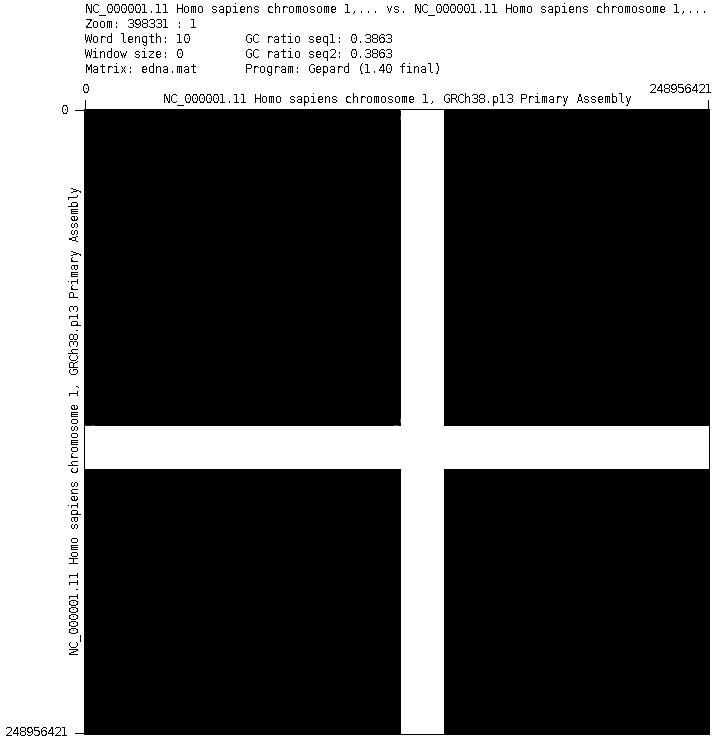 NC_000001.11 Homo sapiens chromosome 1,... vs. NC_000001.11 Homo sapiens chromosome 1,...
Zoom: 398331 : 1
Word length: 10 GC ratio seq1: 0.3863
Window size: 0 GC ratio seq2: 0.3863
Matrix: edna.mat Program: Gepard (1.40 final)
0 248956421
NC_000001.11 Homo sapiens chromosome 1, GRCh38.p13 Primary Assembly
0
NC_000001.11 Homo sapiens chromosome 1, GRCh38.p13 Primary Assembly
248956421